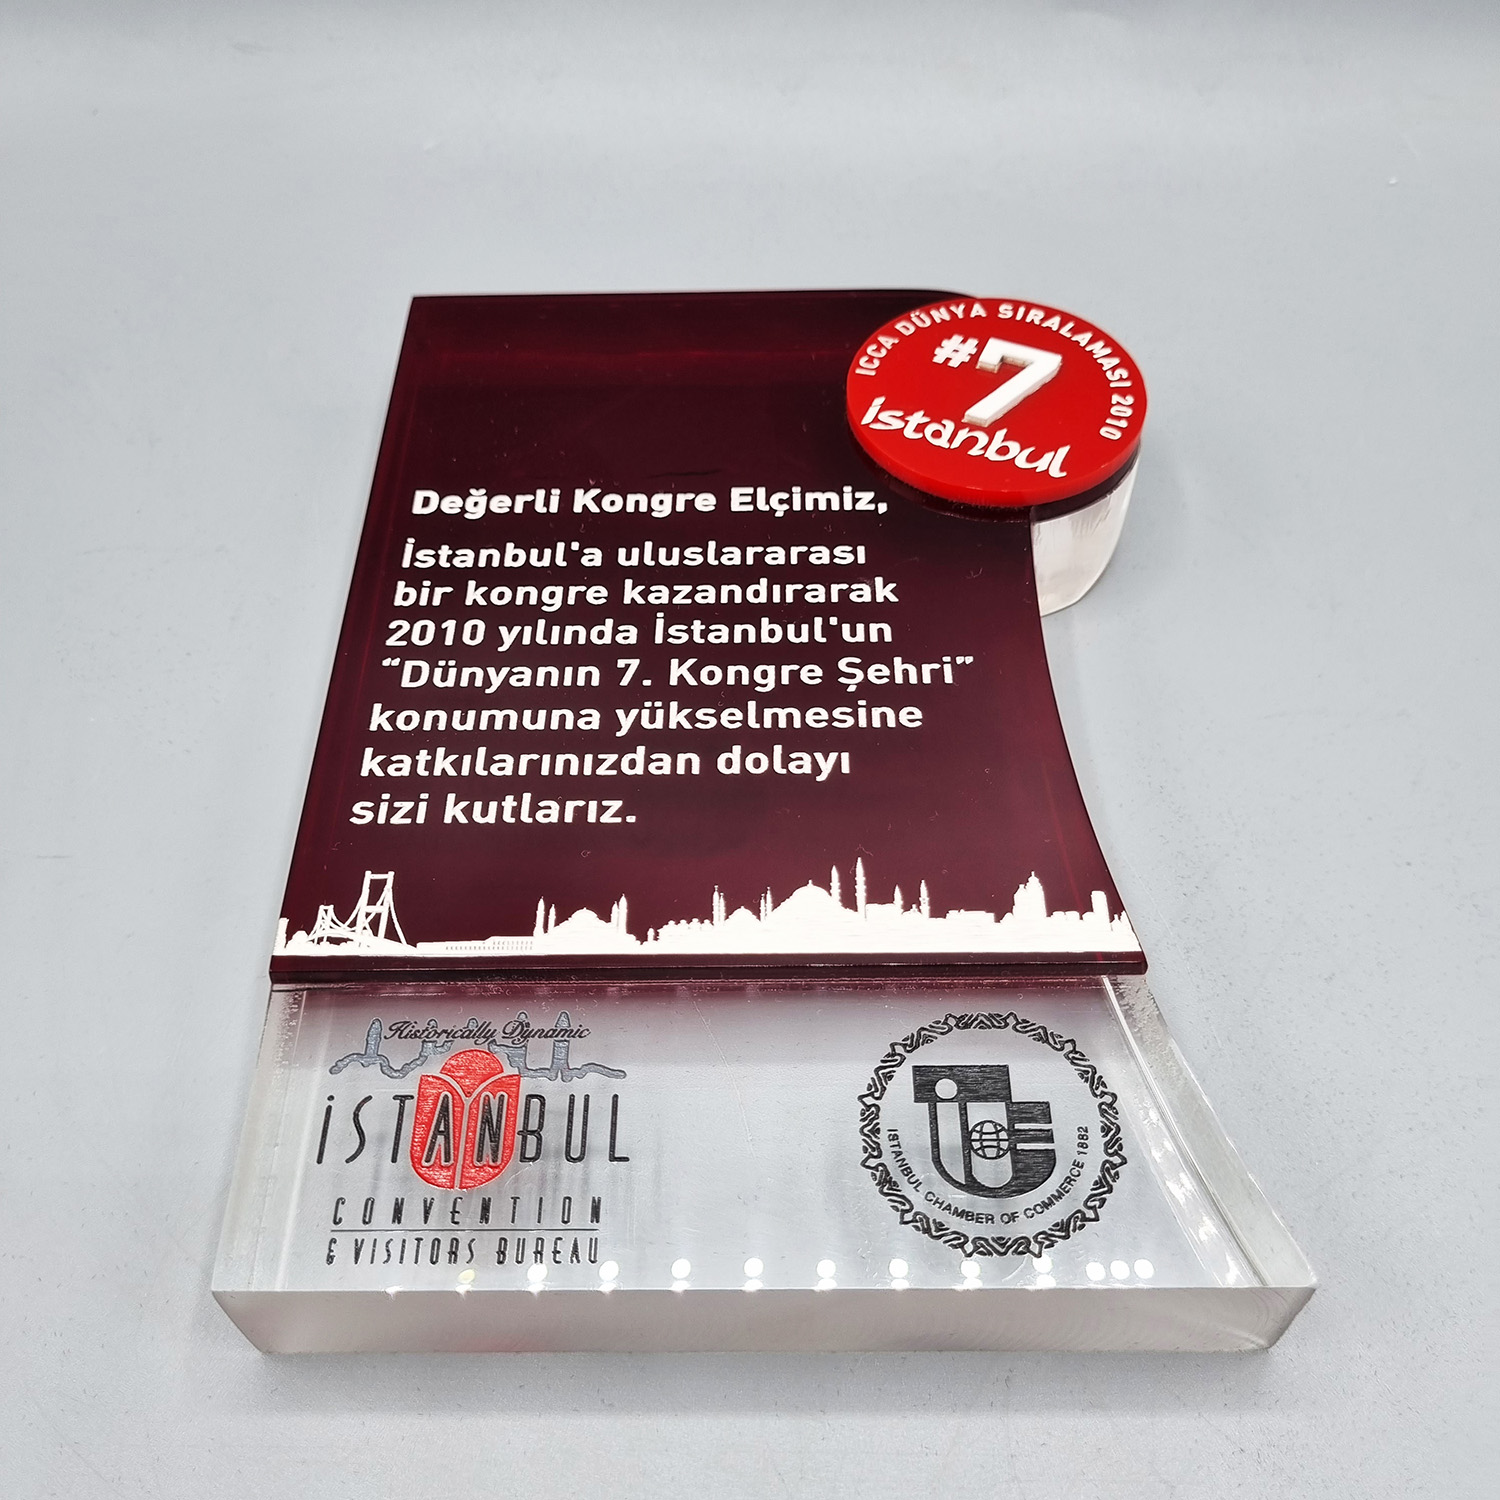 ICCA DÜNYA SIRALAMASI 2010
#7
istanbul
Değerli Kongre Elçimiz,
İstanbul'a uluslararası
bir kongre kazandırarak
2010 yılında İstanbul'un
“Dünyanın 7. Kongre Şehri”
konumuna yükselmesine
katkılarınızdan dolayı
sizi kutlarız.
Historically Dynamic
İSTANBUL
CONVENTION
& VISITORS BUREAU
ISTANBUL CHAMBER OF COMMERCE 1882